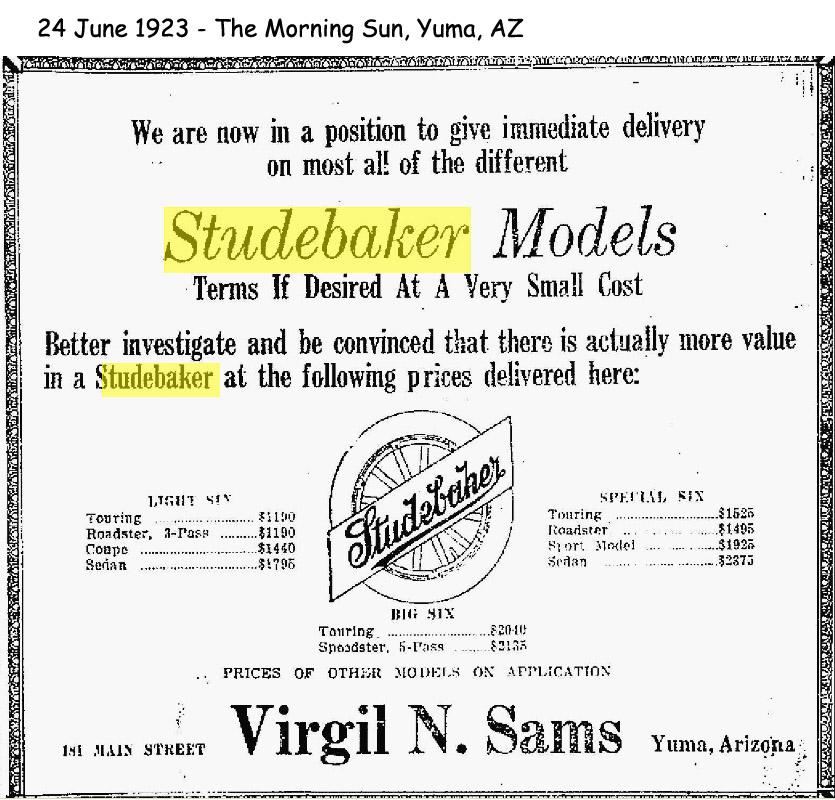 24 June 1923 - The Morning Sun, Yuma, AZ
We are now in a position to give immediate delivery
on most all of the different
Studebaker Models
Terms If Desired At A Very Small Cost
Better investigate and be convinced that there is actually more value
in a Studebaker at the following prices delivered here:
Studebaker
LIGHT SIX
Touring ........................ $1190
Roadster, 3-Pass ......... $1190
Coupe ........................... $1440
Sedan ........................... $1795
SPECIAL SIX
Touring ........................ $1525
Roadster ..................... $1495
Sport Model ................ $1925
Sedan ........................... $2375
BIG SIX
Touring ........................ $2040
Speedster, 5-Pass ........ $2135
PRICES OF OTHER MODELS ON APPLICATION
181 MAIN STREET Virgil N. Sams Yuma, Arizona